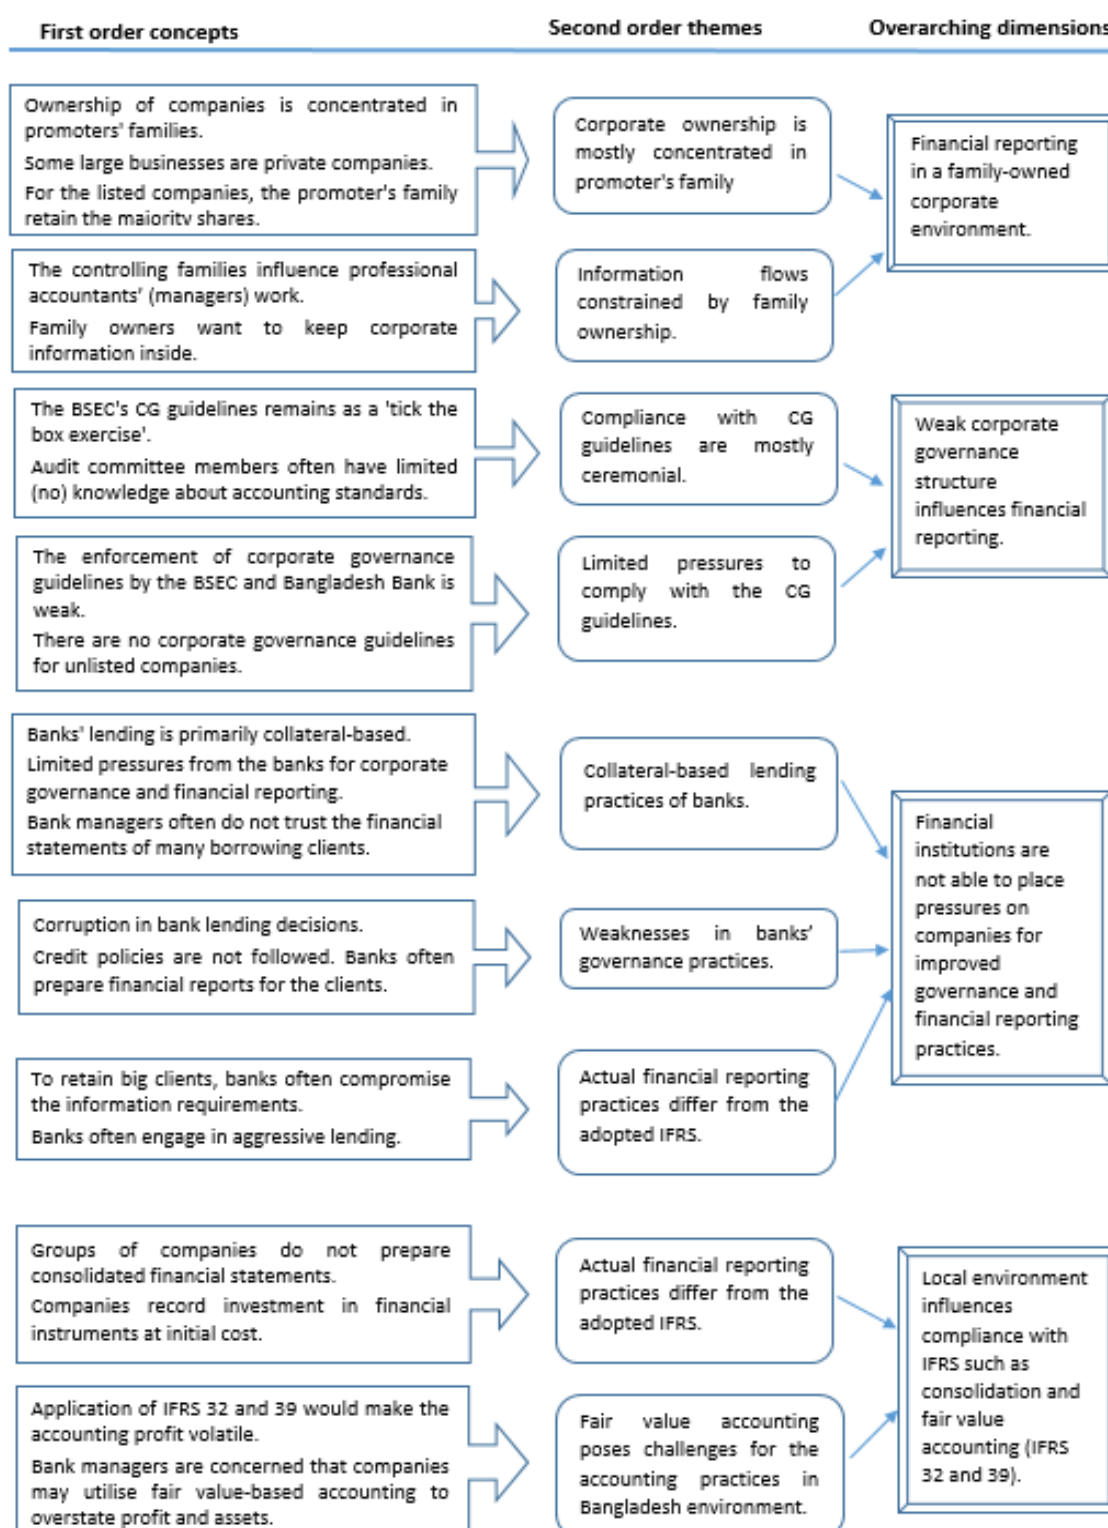 First order concepts
Second order themes
Overarching dimensions
Ownership of companies is concentrated in
promoters' families.
Some large businesses are private companies.
For the listed companies, the promoter's family
retain the majority shares.
Corporate ownership is
mostly concentrated in
promoter's family
Financial reporting
in a family-owned
corporate
environment.
The controlling families influence professional
accountants' (managers) work.
Family owners want to keep corporate
information inside.
Information flows
constrained by family
ownership.
The BSEC's CG guidelines remains as a 'tick the
box exercise'.
Audit committee members often have limited
(no) knowledge about accounting standards.
Compliance with CG
guidelines are mostly
ceremonial.
Weak corporate
governance
structure
influences financial
reporting.
The enforcement of corporate governance
guidelines by the BSEC and Bangladesh Bank is
weak.
There are no corporate governance guidelines
for unlisted companies.
Limited pressures to
comply with the CG
guidelines.
Banks' lending is primarily collateral-based.
Limited pressures from the banks for corporate
governance and financial reporting.
Bank managers often do not trust the financial
statements of many borrowing clients.
Collateral-based lending
practices of banks.
Financial
institutions are
not able to place
pressures on
companies for
improved
governance and
financial reporting
practices.
Corruption in bank lending decisions.
Credit policies are not followed. Banks often
prepare financial reports for the clients.
Weaknesses in banks'
governance practices.
To retain big clients, banks often compromise
the information requirements.
Banks often engage in aggressive lending.
Actual financial reporting
practices differ from the
adopted IFRS.
Groups of companies do not prepare
consolidated financial statements.
Companies record investment in financial
instruments at initial cost.
Actual financial reporting
practices differ from the
adopted IFRS.
Local environment
influences
compliance with
IFRS such as
consolidation and
fair value
accounting (IFRS
32 and 39).
Application of IFRS 32 and 39 would make the
accounting profit volatile.
Bank managers are concerned that companies
may utilise fair value-based accounting to
overstate profit and assets.
Fair value accounting
poses challenges for the
accounting practices in
Bangladesh environment.